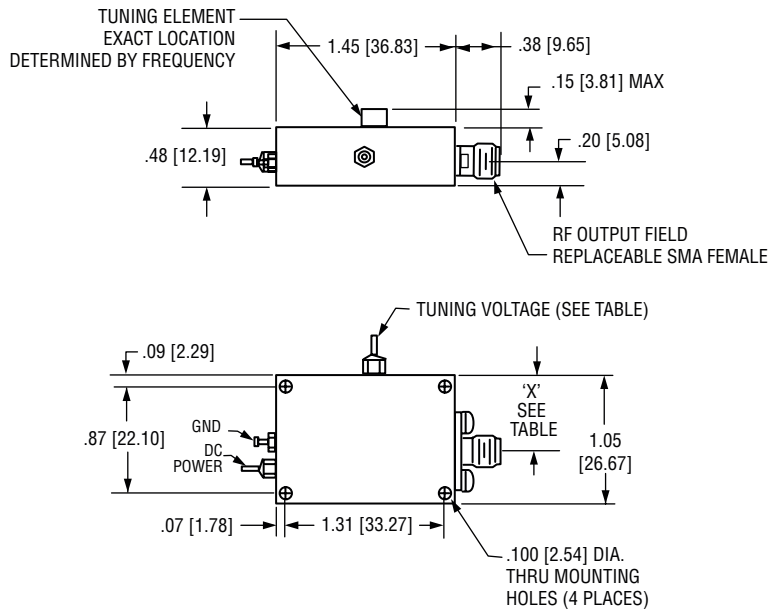 TUNING ELEMENT
EXACT LOCATION
DETERMINED BY FREQUENCY
1.45 [36.83]
.38 [9.65]
.15 [3.81] MAX
.48 [12.19]
.20 [5.08]
RF OUTPUT FIELD
REPLACEABLE SMA FEMALE
TUNING VOLTAGE (SEE TABLE)
.09 [2.29]
'X'
SEE
TABLE
.87 [22.10]
GND
DC
POWER
1.05
[26.67]
.07 [1.78]
1.31 [33.27]
.100 [2.54] DIA.
THRU MOUNTING
HOLES (4 PLACES)